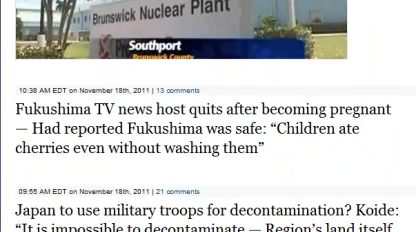 Brunswick Nuclear Plant
Southport
Brunswick County
10:38 AM EDT on November 18th, 2011 | 13 comments
Fukushima TV news host quits after becoming pregnant
— Had reported Fukushima was safe: “Children ate
cherries even without washing them”
09:55 AM EDT on November 18th, 2011 | 21 comments
Japan to use military troops for decontamination? Koide:
“It is impossible to decontaminate — Region’s land itself